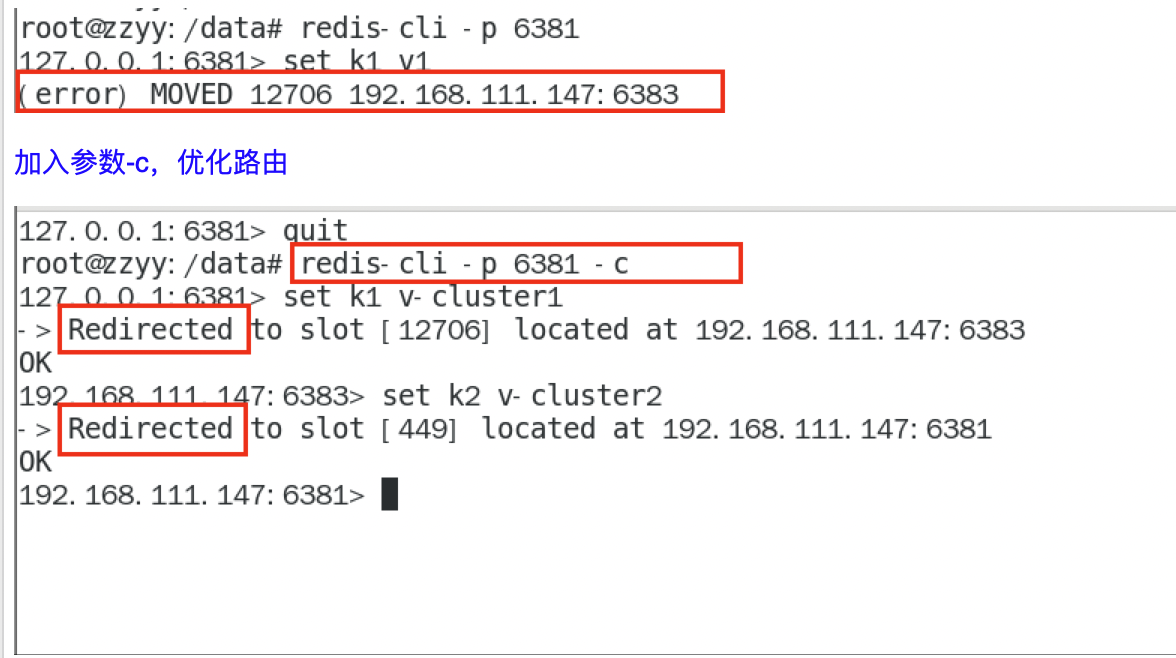 root@zzyy:/data# redis-cli -p 6381
127.0.0.1:6381> set k1 v1
(error) MOVED 12706 192.168.111.147:6383
加入参数-c，优化路由
127.0.0.1:6381> quit
root@zzyy:/data# redis-cli -p 6381 -c
127.0.0.1:6381> set k1 v-cluster1
-> Redirected to slot [12706] located at 192.168.111.147:6383
OK
192.168.111.147:6383> set k2 v-cluster2
-> Redirected to slot [449] located at 192.168.111.147:6381
OK
192.168.111.147:6381>